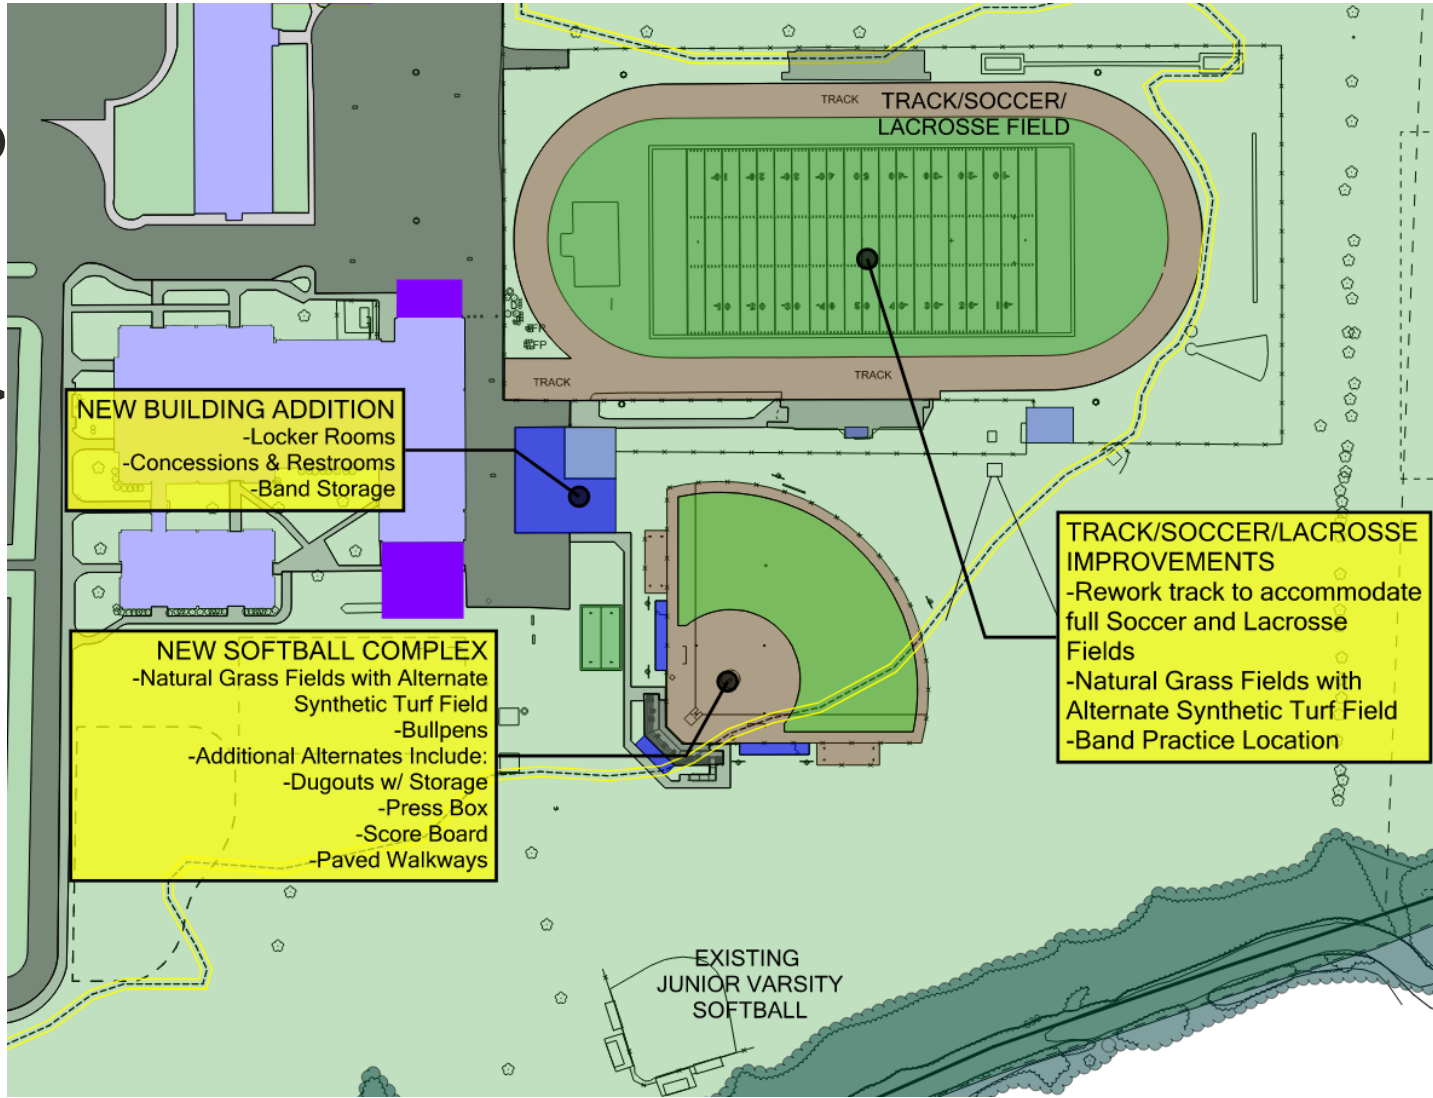 TRACK
TRACK/SOCCER/
LACROSSE FIELD
FP
FP
TRACK
TRACK
NEW BUILDING ADDITION
-Locker Rooms
-Concessions & Restrooms
-Band Storage
TRACK/SOCCER/LACROSSE
IMPROVEMENTS
-Rework track to accommodate
full Soccer and Lacrosse
Fields
-Natural Grass Fields with
Alternate Synthetic Turf Field
-Band Practice Location
NEW SOFTBALL COMPLEX
-Natural Grass Fields with Alternate
Synthetic Turf Field
-Bullpens
-Additional Alternates Include:
-Dugouts w/ Storage
-Press Box
-Score Board
-Paved Walkways
EXISTING
JUNIOR VARSITY
SOFTBALL